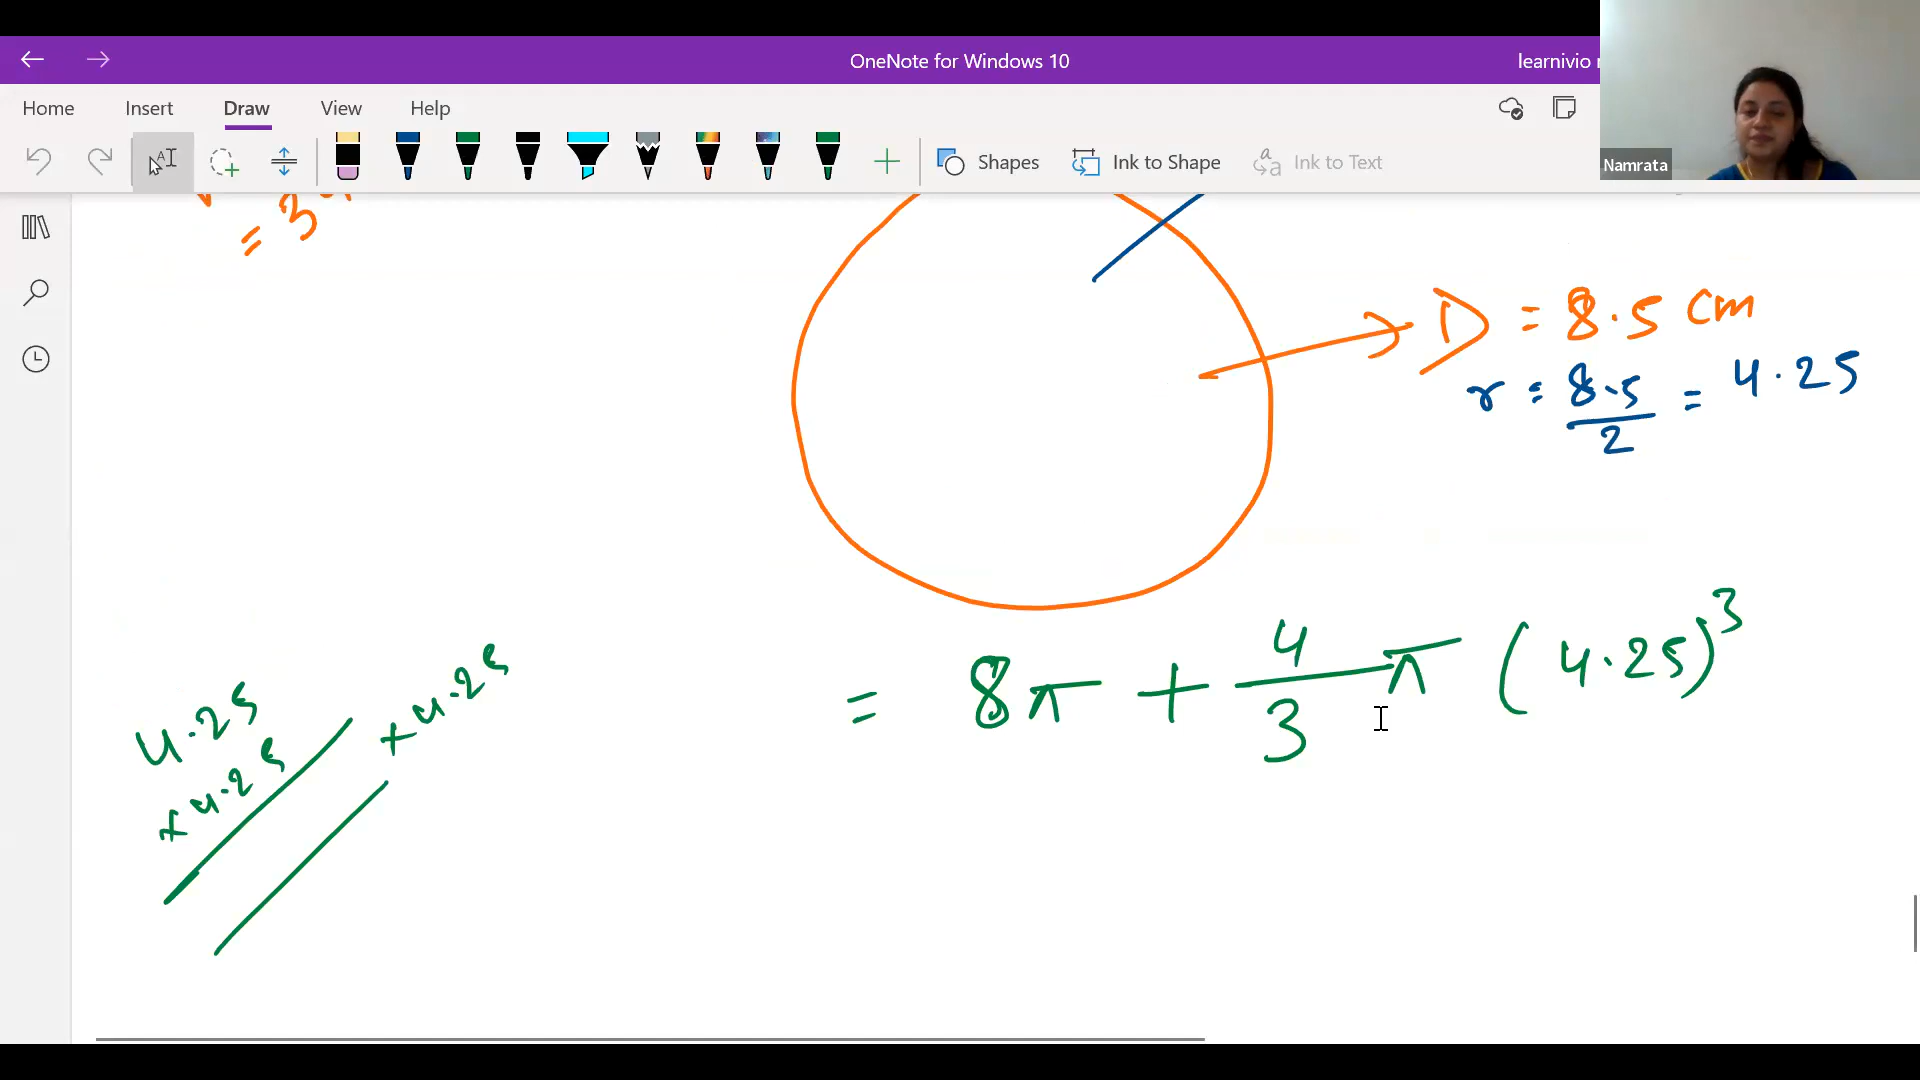 OneNote for Windows 10
learnivio
Home Insert Draw View Help
Shapes Ink to Shape Ink to Text
Namrata
= 3
D = 8.5 cm
r = 8.5/2 = 4.25
= 8π + 4/3 π (4.25)³
4.25
×4.25
×4.25